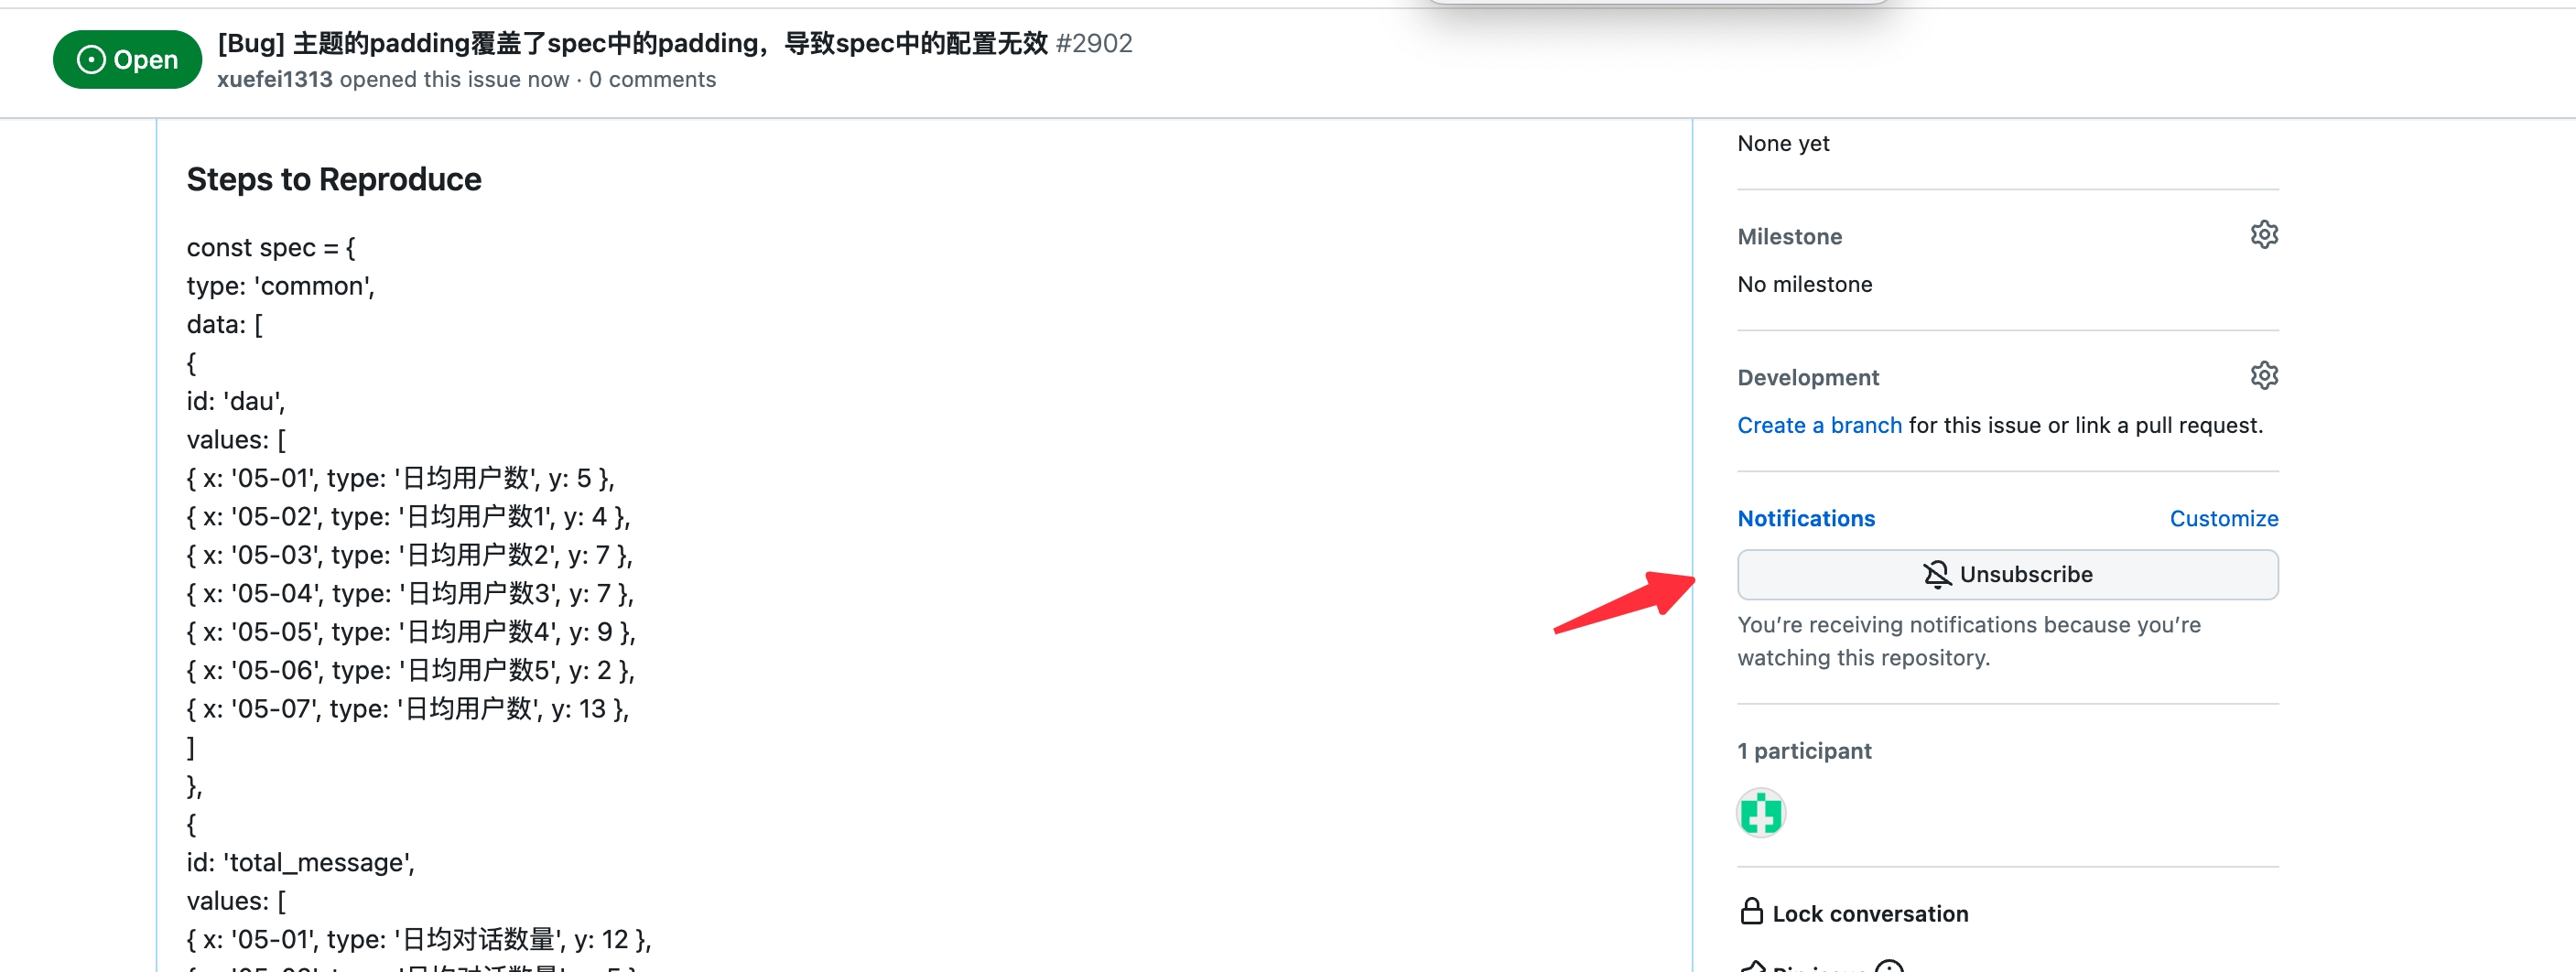 Open
[Bug] 主题的padding覆盖了spec中的padding，导致spec中的配置无效 #2902
xuefei1313 opened this issue now · 0 comments
Steps to Reproduce
const spec = {
type: 'common',
data: [
{
id: 'dau',
values: [
{ x: '05-01', type: '日均用户数', y: 5 },
{ x: '05-02', type: '日均用户数1', y: 4 },
{ x: '05-03', type: '日均用户数2', y: 7 },
{ x: '05-04', type: '日均用户数3', y: 7 },
{ x: '05-05', type: '日均用户数4', y: 9 },
{ x: '05-06', type: '日均用户数5', y: 2 },
{ x: '05-07', type: '日均用户数', y: 13 },
]
},
{
id: 'total_message',
values: [
{ x: '05-01', type: '日均对话数量', y: 12 },
None yet
Milestone
No milestone
Development
Create a branch for this issue or link a pull request.
Notifications
Customize
Unsubscribe
You’re receiving notifications because you’re
watching this repository.
1 participant
Lock conversation